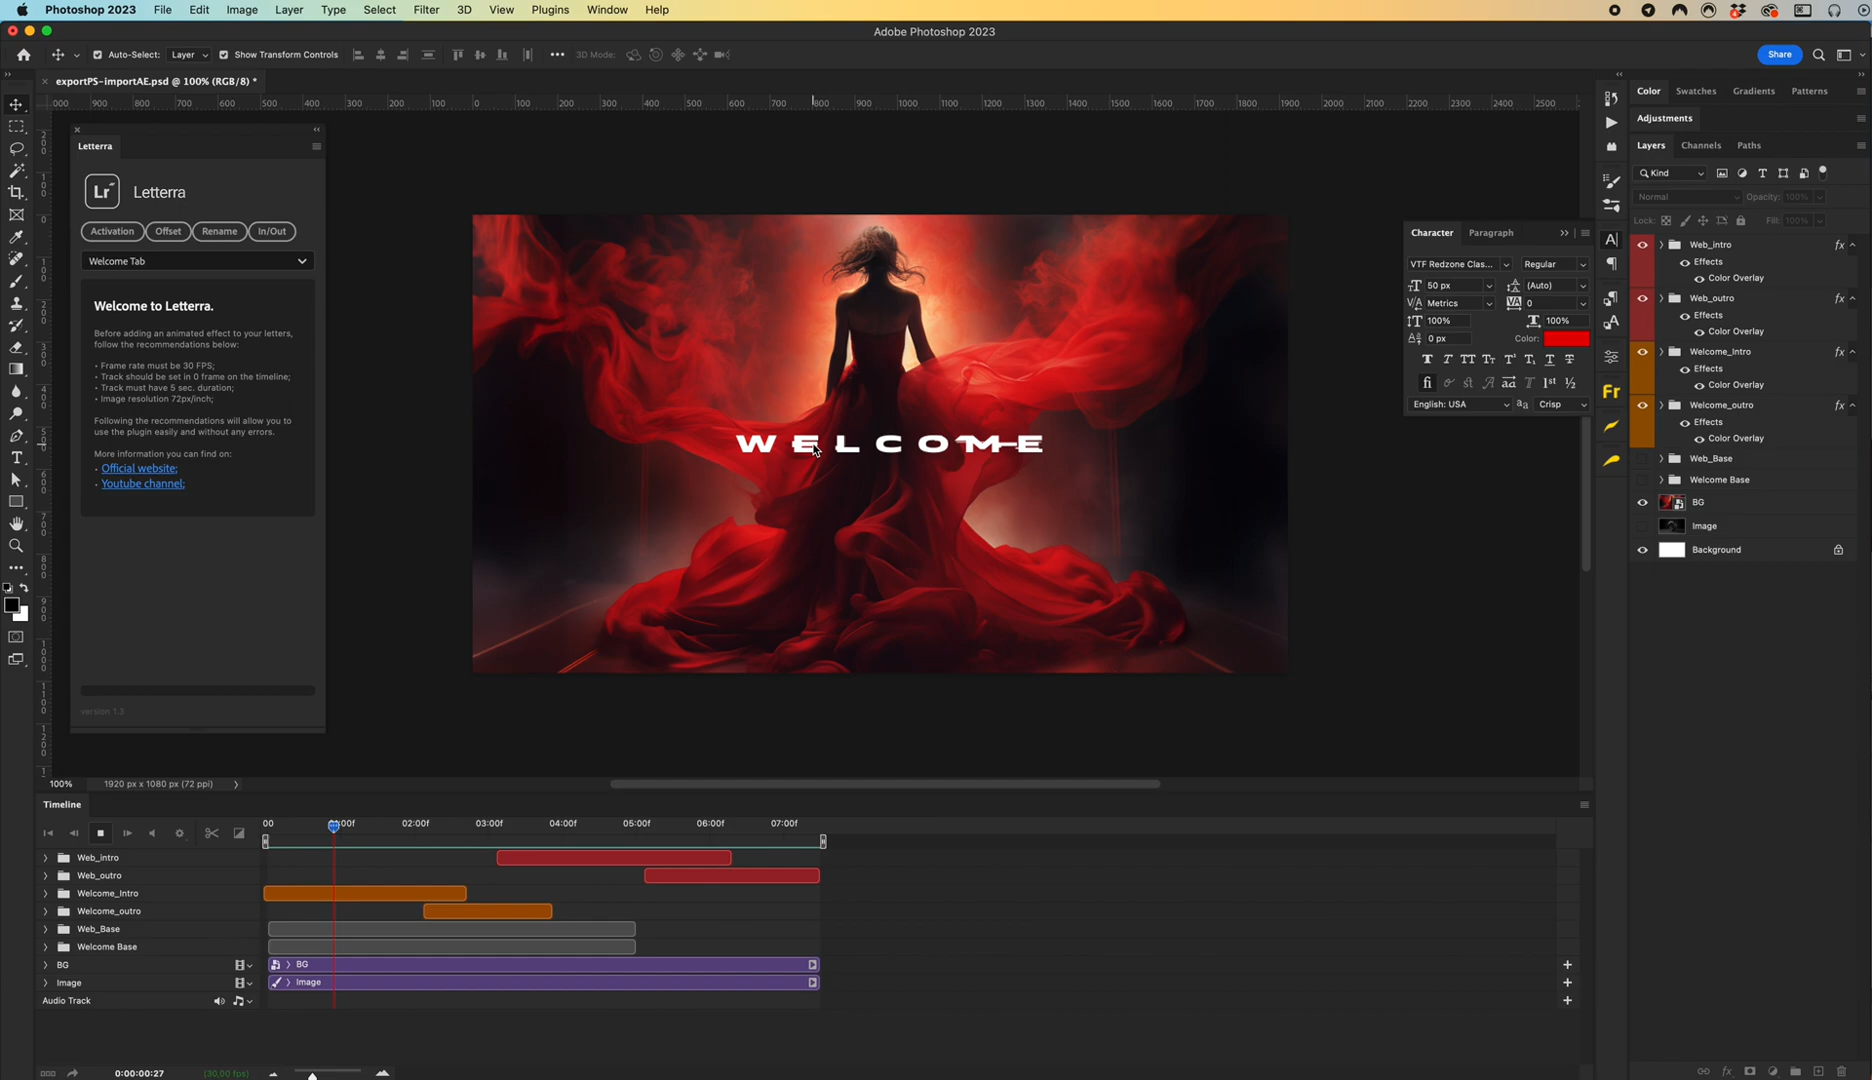 Photoshop 2023 File Edit Image Layer Type Select Filter 3D View Plugins Window Help
Adobe Photoshop 2023
Auto-Select: Layer Show Transform Controls 3D Mode: Share
exportPS-importAE.psd @ 100% (RGB/8) *
Letterra
Lr Letterra
Activation Offset Rename In/Out
Welcome Tab
Welcome to Letterra.
Before adding an animated effect to your letters,
follow the recommendations below:
• Frame rate must be 30 FPS;
• Track should be set in 0 frame on the timeline;
• Track must have 5 sec. duration;
• Image resolution 72px/inch;
Following the recommendations will allow you to
use the plugin easily and without any errors.
More information you can find on:
• Official website;
• Youtube channel;
version 1.3
WELCOME
Character Paragraph
VTF Redzone Clas... Regular
50 px (Auto)
Metrics 0
100% 100%
0 px Color:
English: USA Crisp
Color Swatches Gradients Patterns
Adjustments
Layers Channels Paths
Kind
Normal Opacity: 100%
Lock: Fill: 100%
Web_intro fx
Effects
Color Overlay
Web_outro fx
Effects
Color Overlay
Welcome_Intro fx
Effects
Color Overlay
Welcome_outro fx
Effects
Color Overlay
Web_Base
Welcome Base
BG
Image
Background
100% 1920 px x 1080 px (72 ppi)
Timeline
00 02:00f 03:00f 04:00f 05:00f 06:00f 07:00f
Web_intro
Web_outro
Welcome_Intro
Welcome_outro
Web_Base
Welcome Base
BG BG
Image Image
Audio Track
0:00:00:27 (30,00 fps)